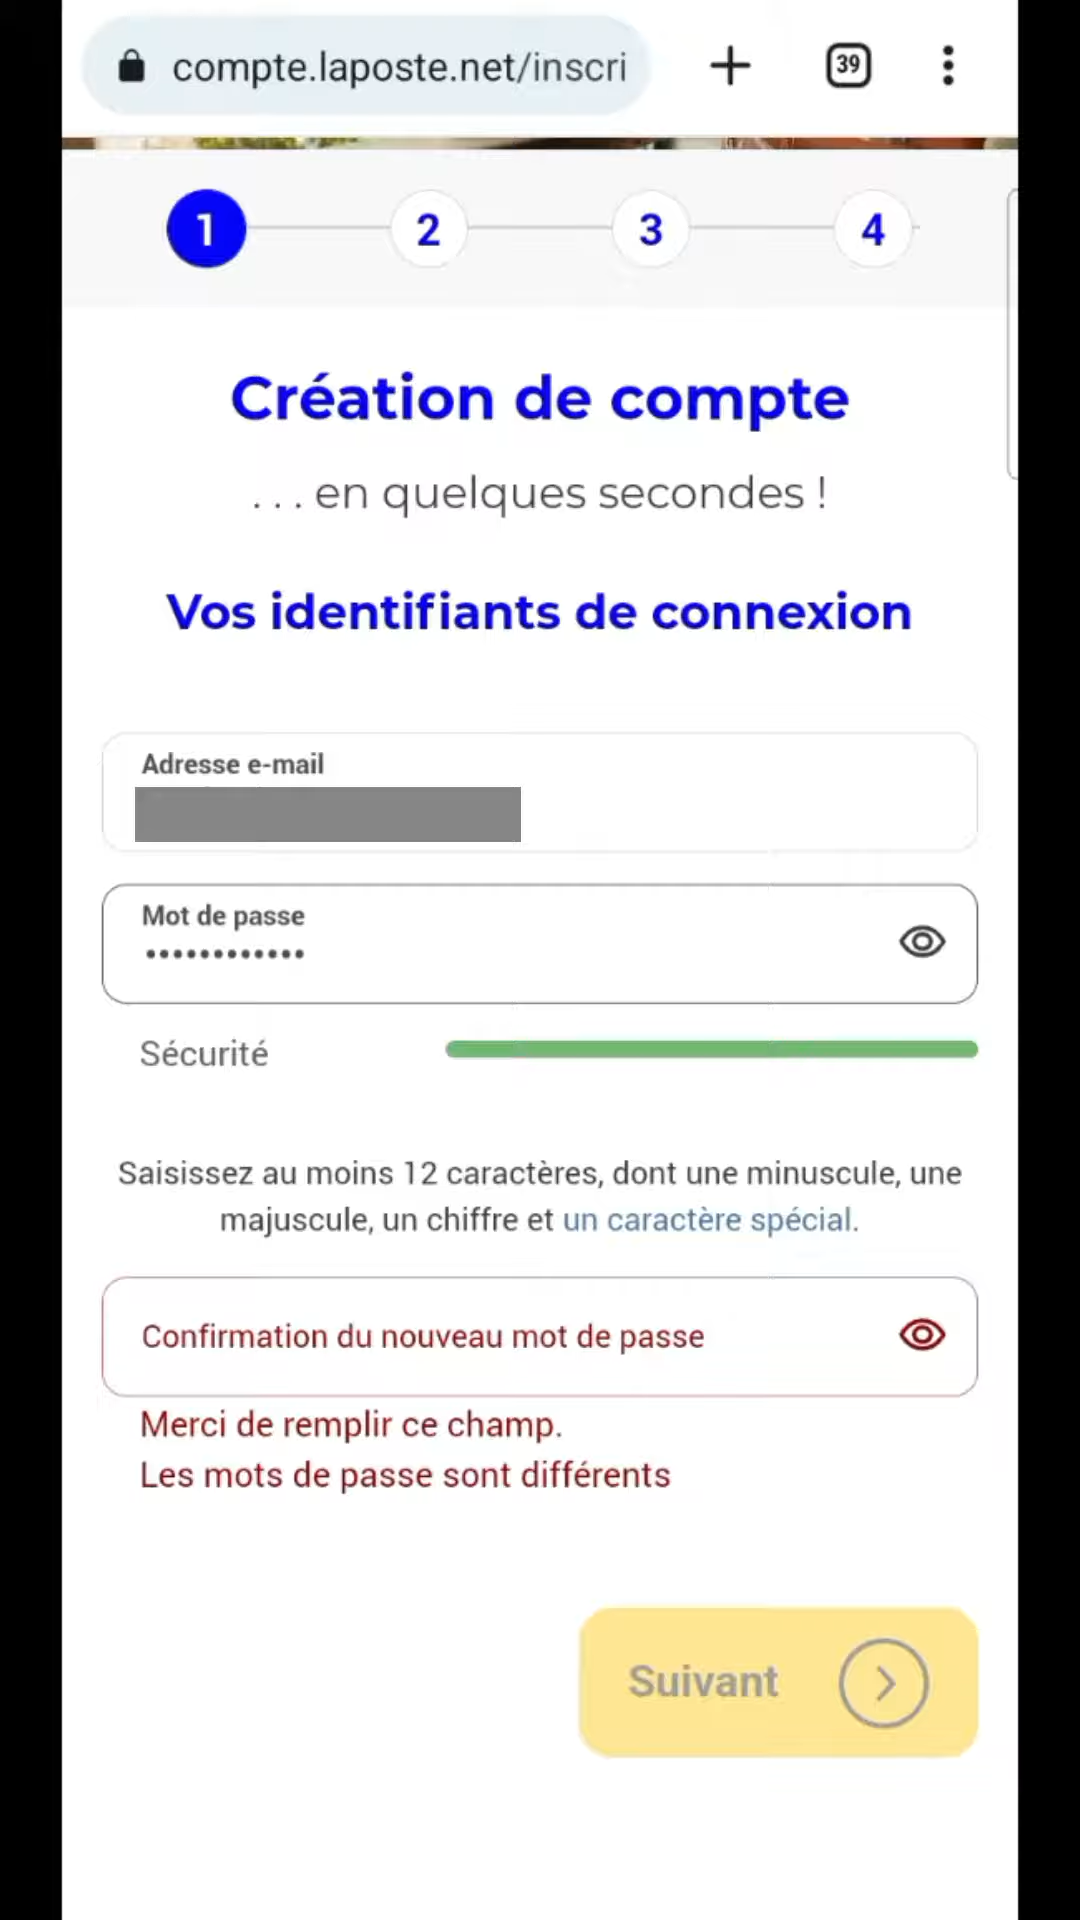 compte.laposte.net/inscri
39
1 2 3 4
Création de compte
... en quelques secondes !
Vos identifiants de connexion
Adresse e-mail
Mot de passe
••••••••••••
Sécurité
Saisissez au moins 12 caractères, dont une minuscule, une
majuscule, un chiffre et un caractère spécial.
Confirmation du nouveau mot de passe
Merci de remplir ce champ.
Les mots de passe sont différents
Suivant